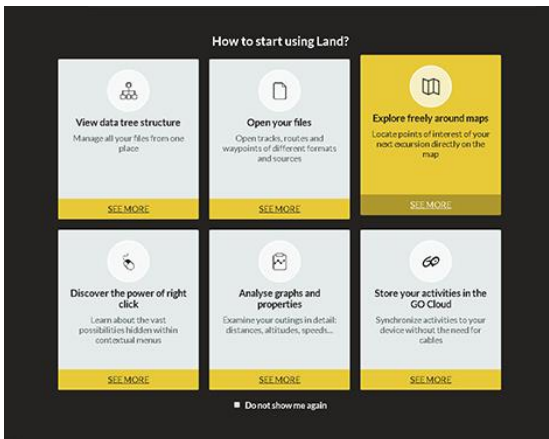 How to start using Land?
View data tree structure
Manage all your files from one
place
SEE MORE
Open your files
Open tracks, routes and
waypoints of different formats
and sources
SEE MORE
Explore freely around maps
Locate points of interest of your
next excursion directly on the
map
SEE MORE
Discover the power of right
click
Learn about the vast
possibilities hidden within
contextual menus
SEE MORE
Analyse graphs and
properties
Examine your outings in detail:
distances, altitudes, speeds...
SEE MORE
GO
Store your activities in the
GO Cloud
Synchronize activities to your
device without the need for
cables
SEE MORE
Do not show me again